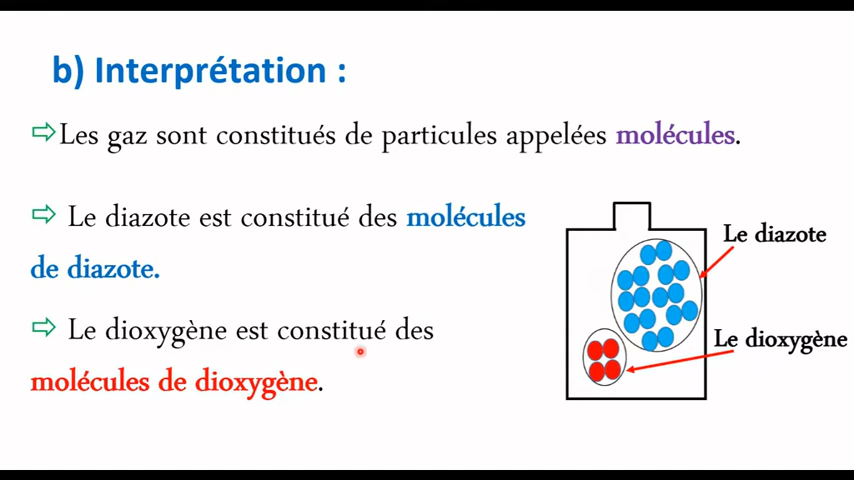 b) Interprétation :
⇨Les gaz sont constitués de particules appelées molécules.
⇨ Le diazote est constitué des molécules
de diazote.
⇨ Le dioxygène est constitué des
molécules de dioxygène.
Le diazote
Le dioxygène